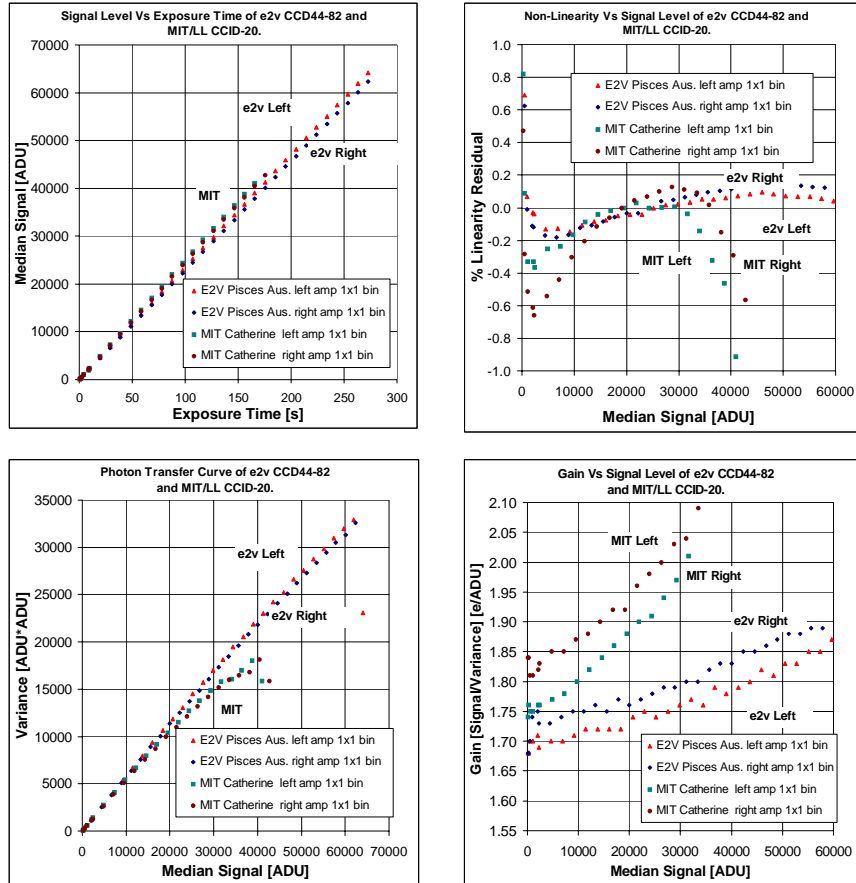 Signal Level Vs Exposure Time of e2v CCD44-82 and
MIT/LL CCID-20.
70000
60000
50000
40000
30000
20000
10000
0
Median Signal [ADU]
e2v Left
e2v Right
MIT
E2V Pisces Aus. left amp 1x1 bin
E2V Pisces Aus. right amp 1x1 bin
MIT Catherine left amp 1x1 bin
MIT Catherine right amp 1x1 bin
0 50 100 150 200 250 300
Exposure Time [s]
Non-Linearity Vs Signal Level of e2v CCD44-82 and
MIT/LL CCID-20.
1.0
0.8
0.6
0.4
0.2
0.0
-0.2
-0.4
-0.6
-0.8
-1.0
% Linearity Residual
E2V Pisces Aus. left amp 1x1 bin
E2V Pisces Aus. right amp 1x1 bin
MIT Catherine left amp 1x1 bin
MIT Catherine right amp 1x1 bin
e2v Right
e2v Left
MIT Left
MIT Right
0 10000 20000 30000 40000 50000 60000
Median Signal [ADU]
Photon Transfer Curve of e2v CCD44-82
and MIT/LL CCID-20.
35000
30000
25000
20000
15000
10000
5000
0
Variance [ADU*ADU]
e2v Left
e2v Right
MIT
E2V Pisces Aus. left amp 1x1 bin
E2V Pisces Aus. right amp 1x1 bin
MIT Catherine left amp 1x1 bin
MIT Catherine right amp 1x1 bin
0 10000 20000 30000 40000 50000 60000 70000
Median Signal [ADU]
Gain Vs Signal Level of e2v CCD44-82
and MIT/LL CCID-20.
2.10
2.05
2.00
1.95
1.90
1.85
1.80
1.75
1.70
1.65
1.60
1.55
Gain [Signal/Variance] [e/ADU]
MIT Left
MIT Right
e2v Right
e2v Left
E2V Pisces Aus. left amp 1x1 bin
E2V Pisces Aus. right amp 1x1 bin
MIT Catherine left amp 1x1 bin
MIT Catherine right amp 1x1 bin
0 10000 20000 30000 40000 50000 60000
Median Signal [ADU]